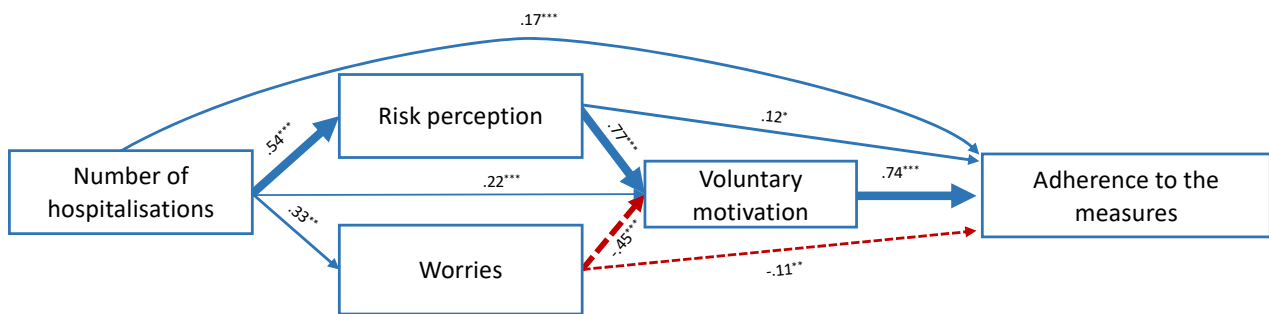 .17***
Risk perception
.54***
.12*
.77***
Number of
hospitalisations
.22***
Voluntary
motivation
.74***
Adherence to the
measures
.33**
-.45***
Worries
-.11**